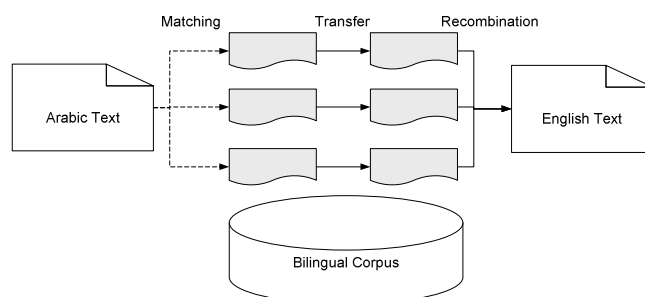 Matching Transfer Recombination
Arabic Text
English Text
Bilingual Corpus